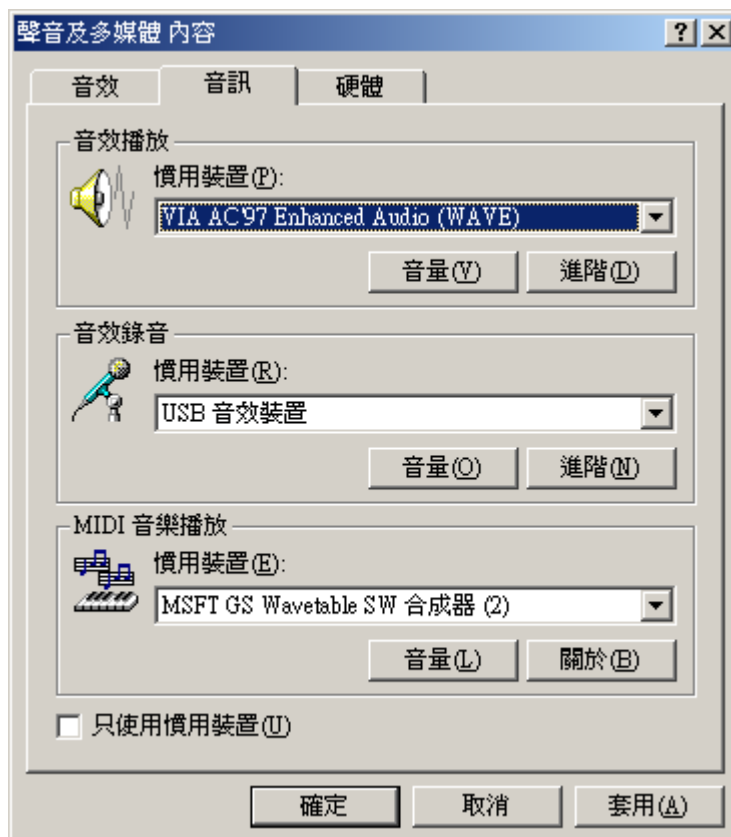 聲音及多媒體 內容
音效 音訊 硬體
音效播放
慣用裝置(P):
VIA AC'97 Enhanced Audio (WAVE)
音量(V) 進階(D)
音效錄音
慣用裝置(R):
USB 音效裝置
音量(O) 進階(N)
MIDI 音樂播放
慣用裝置(E):
MSFT GS Wavetable SW 合成器 (2)
音量(L) 關於(B)
只使用慣用裝置(U)
確定 取消 套用(A)